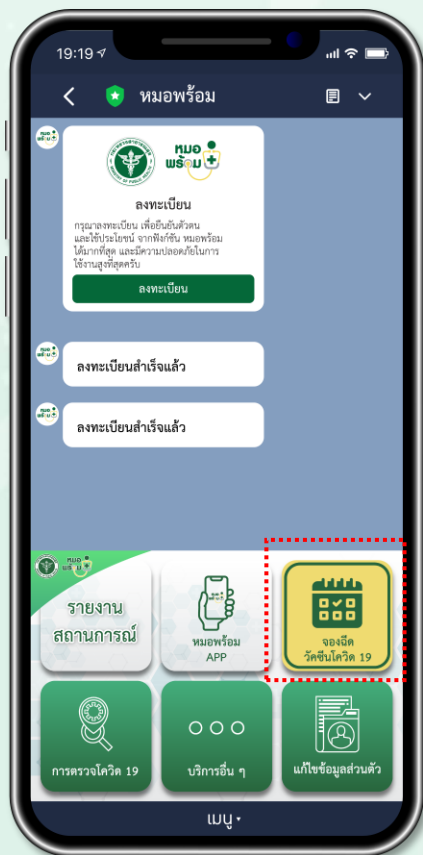 19:19
หมอพร้อม
หมอ
พร้อม
ลงทะเบียน
กรุณาลงทะเบียน เพื่อยืนยันตัวตน
และใช้ประโยชน์ จากฟังก์ชัน หมอพร้อม
ได้มากที่สุด และมีความปลอดภัยในการ
ใช้งานสูงที่สุดครับ
ลงทะเบียน
ลงทะเบียนสำเร็จแล้ว
ลงทะเบียนสำเร็จแล้ว
รายงาน
สถานการณ์
หมอพร้อม
APP
จองฉีด
วัคซีนโควิด 19
การตรวจโควิด 19
บริการอื่น ๆ
แก้ไขข้อมูลส่วนตัว
เมนู